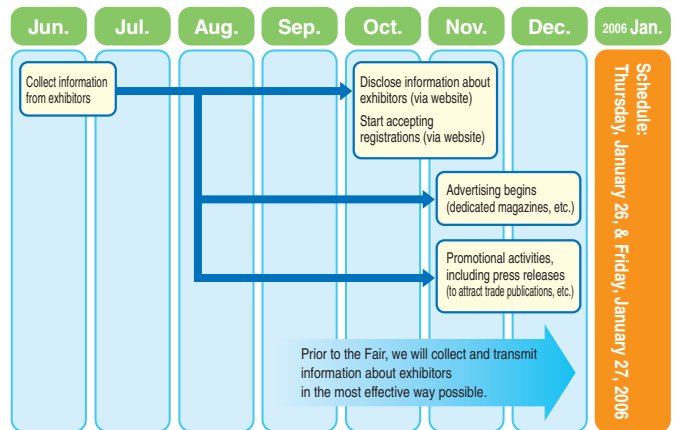 Jun. Jul. Aug. Sep. Oct. Nov. Dec. 2006 Jan.
Collect information
from exhibitors
Disclose information about
exhibitors (via website)
Start accepting
registrations (via website)
Advertising begins
(dedicated magazines, etc.)
Promotional activities,
including press releases
(to attract trade publications, etc.)
Prior to the Fair, we will collect and transmit
information about exhibitors
in the most effective way possible.
Schedule:
Thursday, January 26, & Friday, January 27, 2006